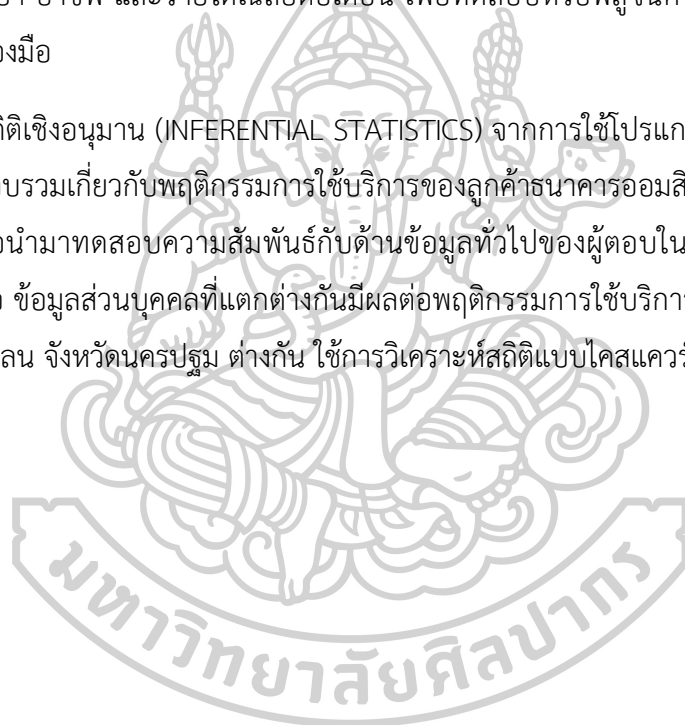 อาชีพ และรายได้เฉลี่ยต่อเดือน เพื่อทดสอบหรือพิสูจน์
องมือ
ถิติเชิงอนุมาน (INFERENTIAL STATISTICS) จากการใช้โปรแก
บรวมเกี่ยวกับพฤติกรรมการใช้บริการของลูกค้าธนาคารออมสิ
นำมาทดสอบความสัมพันธ์กับด้านข้อมูลทั่วไปของผู้ตอบใน
ข้อมูลส่วนบุคคลที่แตกต่างกันมีผลต่อพฤติกรรมการใช้บริกา
เลน จังหวัดนครปฐม ต่างกัน ใช้การวิเคราะห์สถิติแบบไคสแควร์
มหาวิทยาลัยศิลปากร